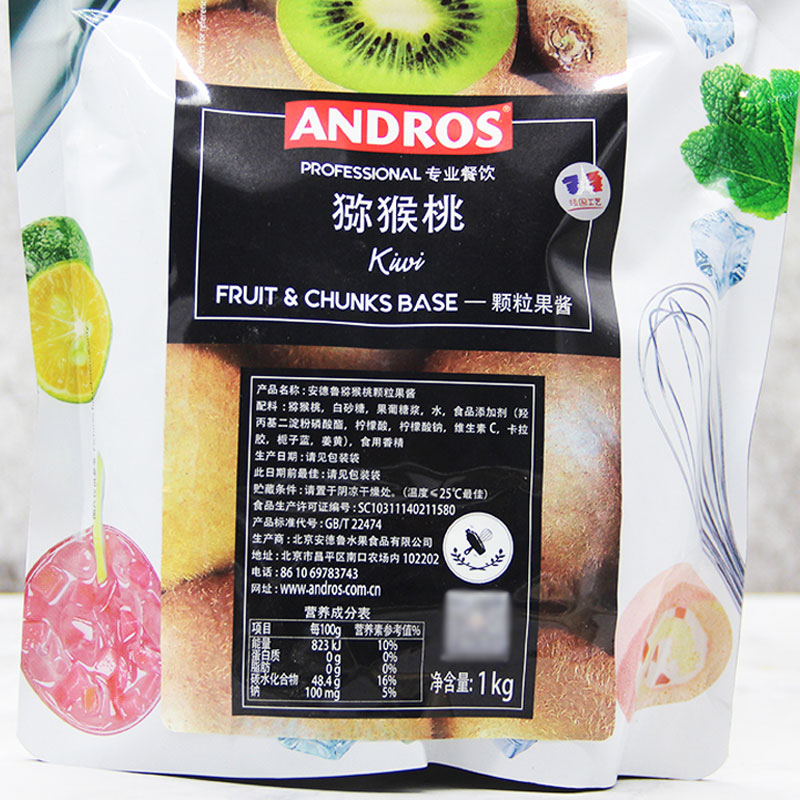 ANDROS®
PROFESSIONAL 专业餐饮
猕猴桃
Kiwi
法国工艺
FRUIT & CHUNKS BASE — 颗粒果酱
产品名称：安德鲁猕猴桃颗粒果酱
配料：猕猴桃，白砂糖，果葡糖浆，水，食品添加剂（羟
丙基二淀粉磷酸酯，柠檬酸，柠檬酸钠，维生素C，卡拉
胶，栀子蓝，姜黄），食用香精
生产日期：请见包装袋
此日期前最佳：请见包装袋
贮藏条件：请置于阴凉干燥处。（温度≤25℃最佳）
食品生产许可证编号：SC10311140211580
产品标准代号：GB/T 22474
生产商：北京安德鲁水果食品有限公司
地址：北京市昌平区南口农场内 102202
电话：86 10 69783743
网址：www.andros.com.cn
营养成分表
项目 每100g 营养素参考值%
能量 823 kJ 10%
蛋白质 0 g 0%
脂肪 0 g 0%
碳水化合物 48.4 g 16%
钠 100 mg 5%
净含量：1kg